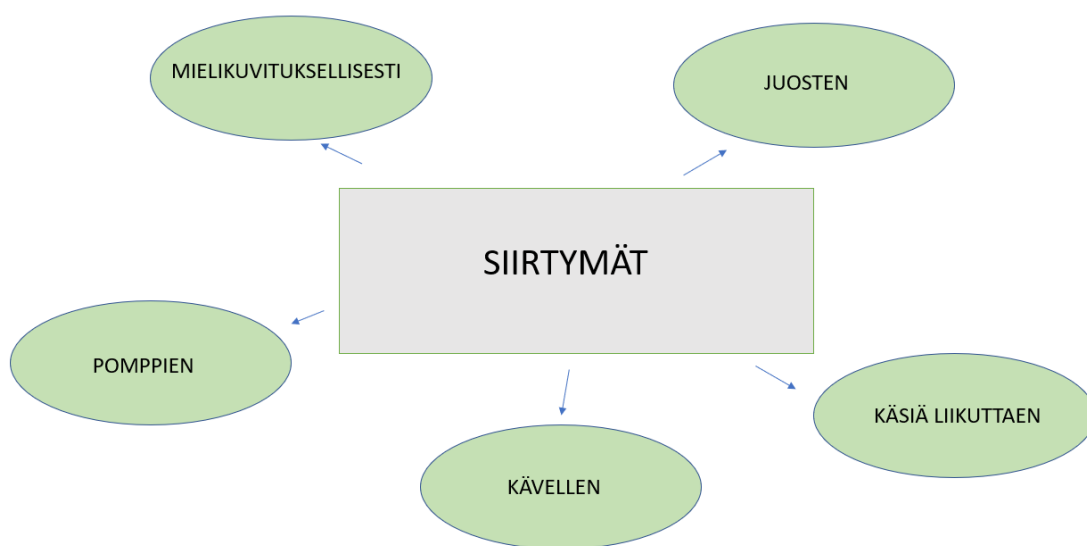 MIELIKUVITUKSELLISESTI
JUOSTEN
SIIRTYMÄT
POMPPIEN
KÄSIÄ LIIKUTTAEN
KÄVELLEN